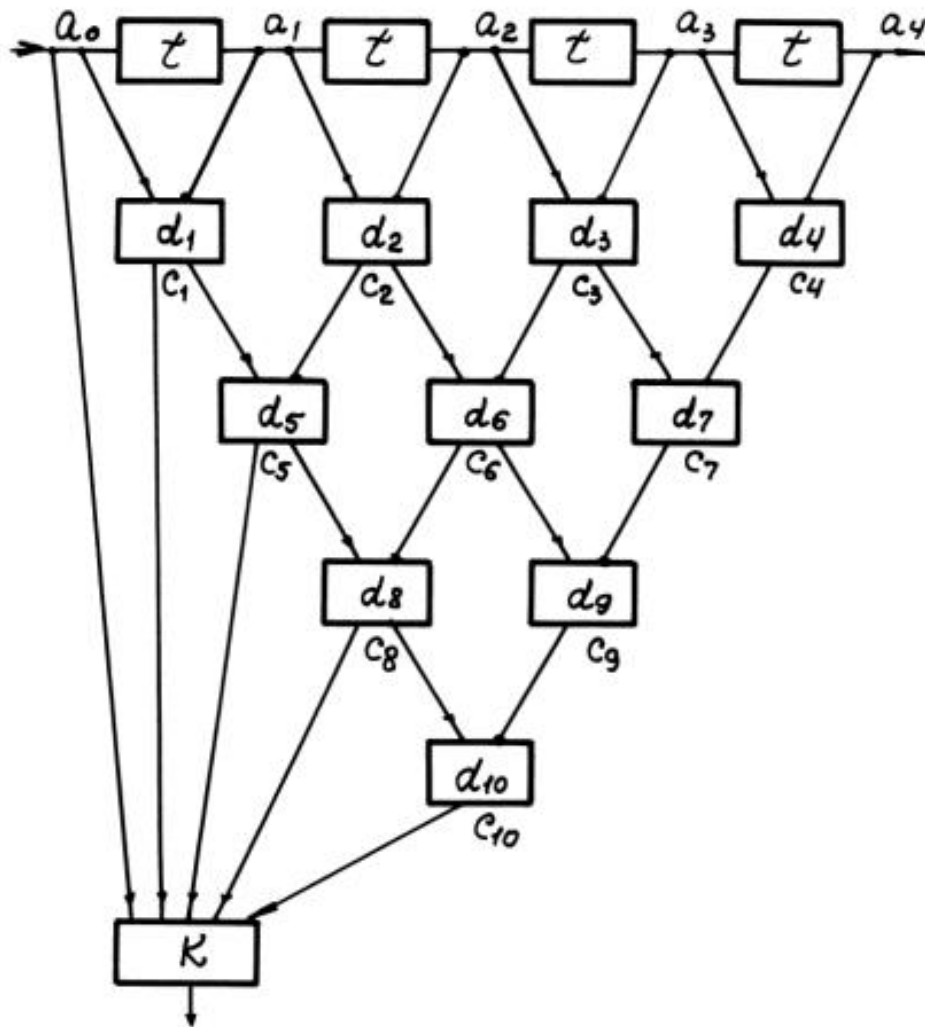 a0 a1 a2 a3 a4
τ τ τ τ
d1 d2 d3 d4
c1 c2 c3 c4
d5 d6 d7
c5 c6 c7
d8 d9
c8 c9
d10
c10
K